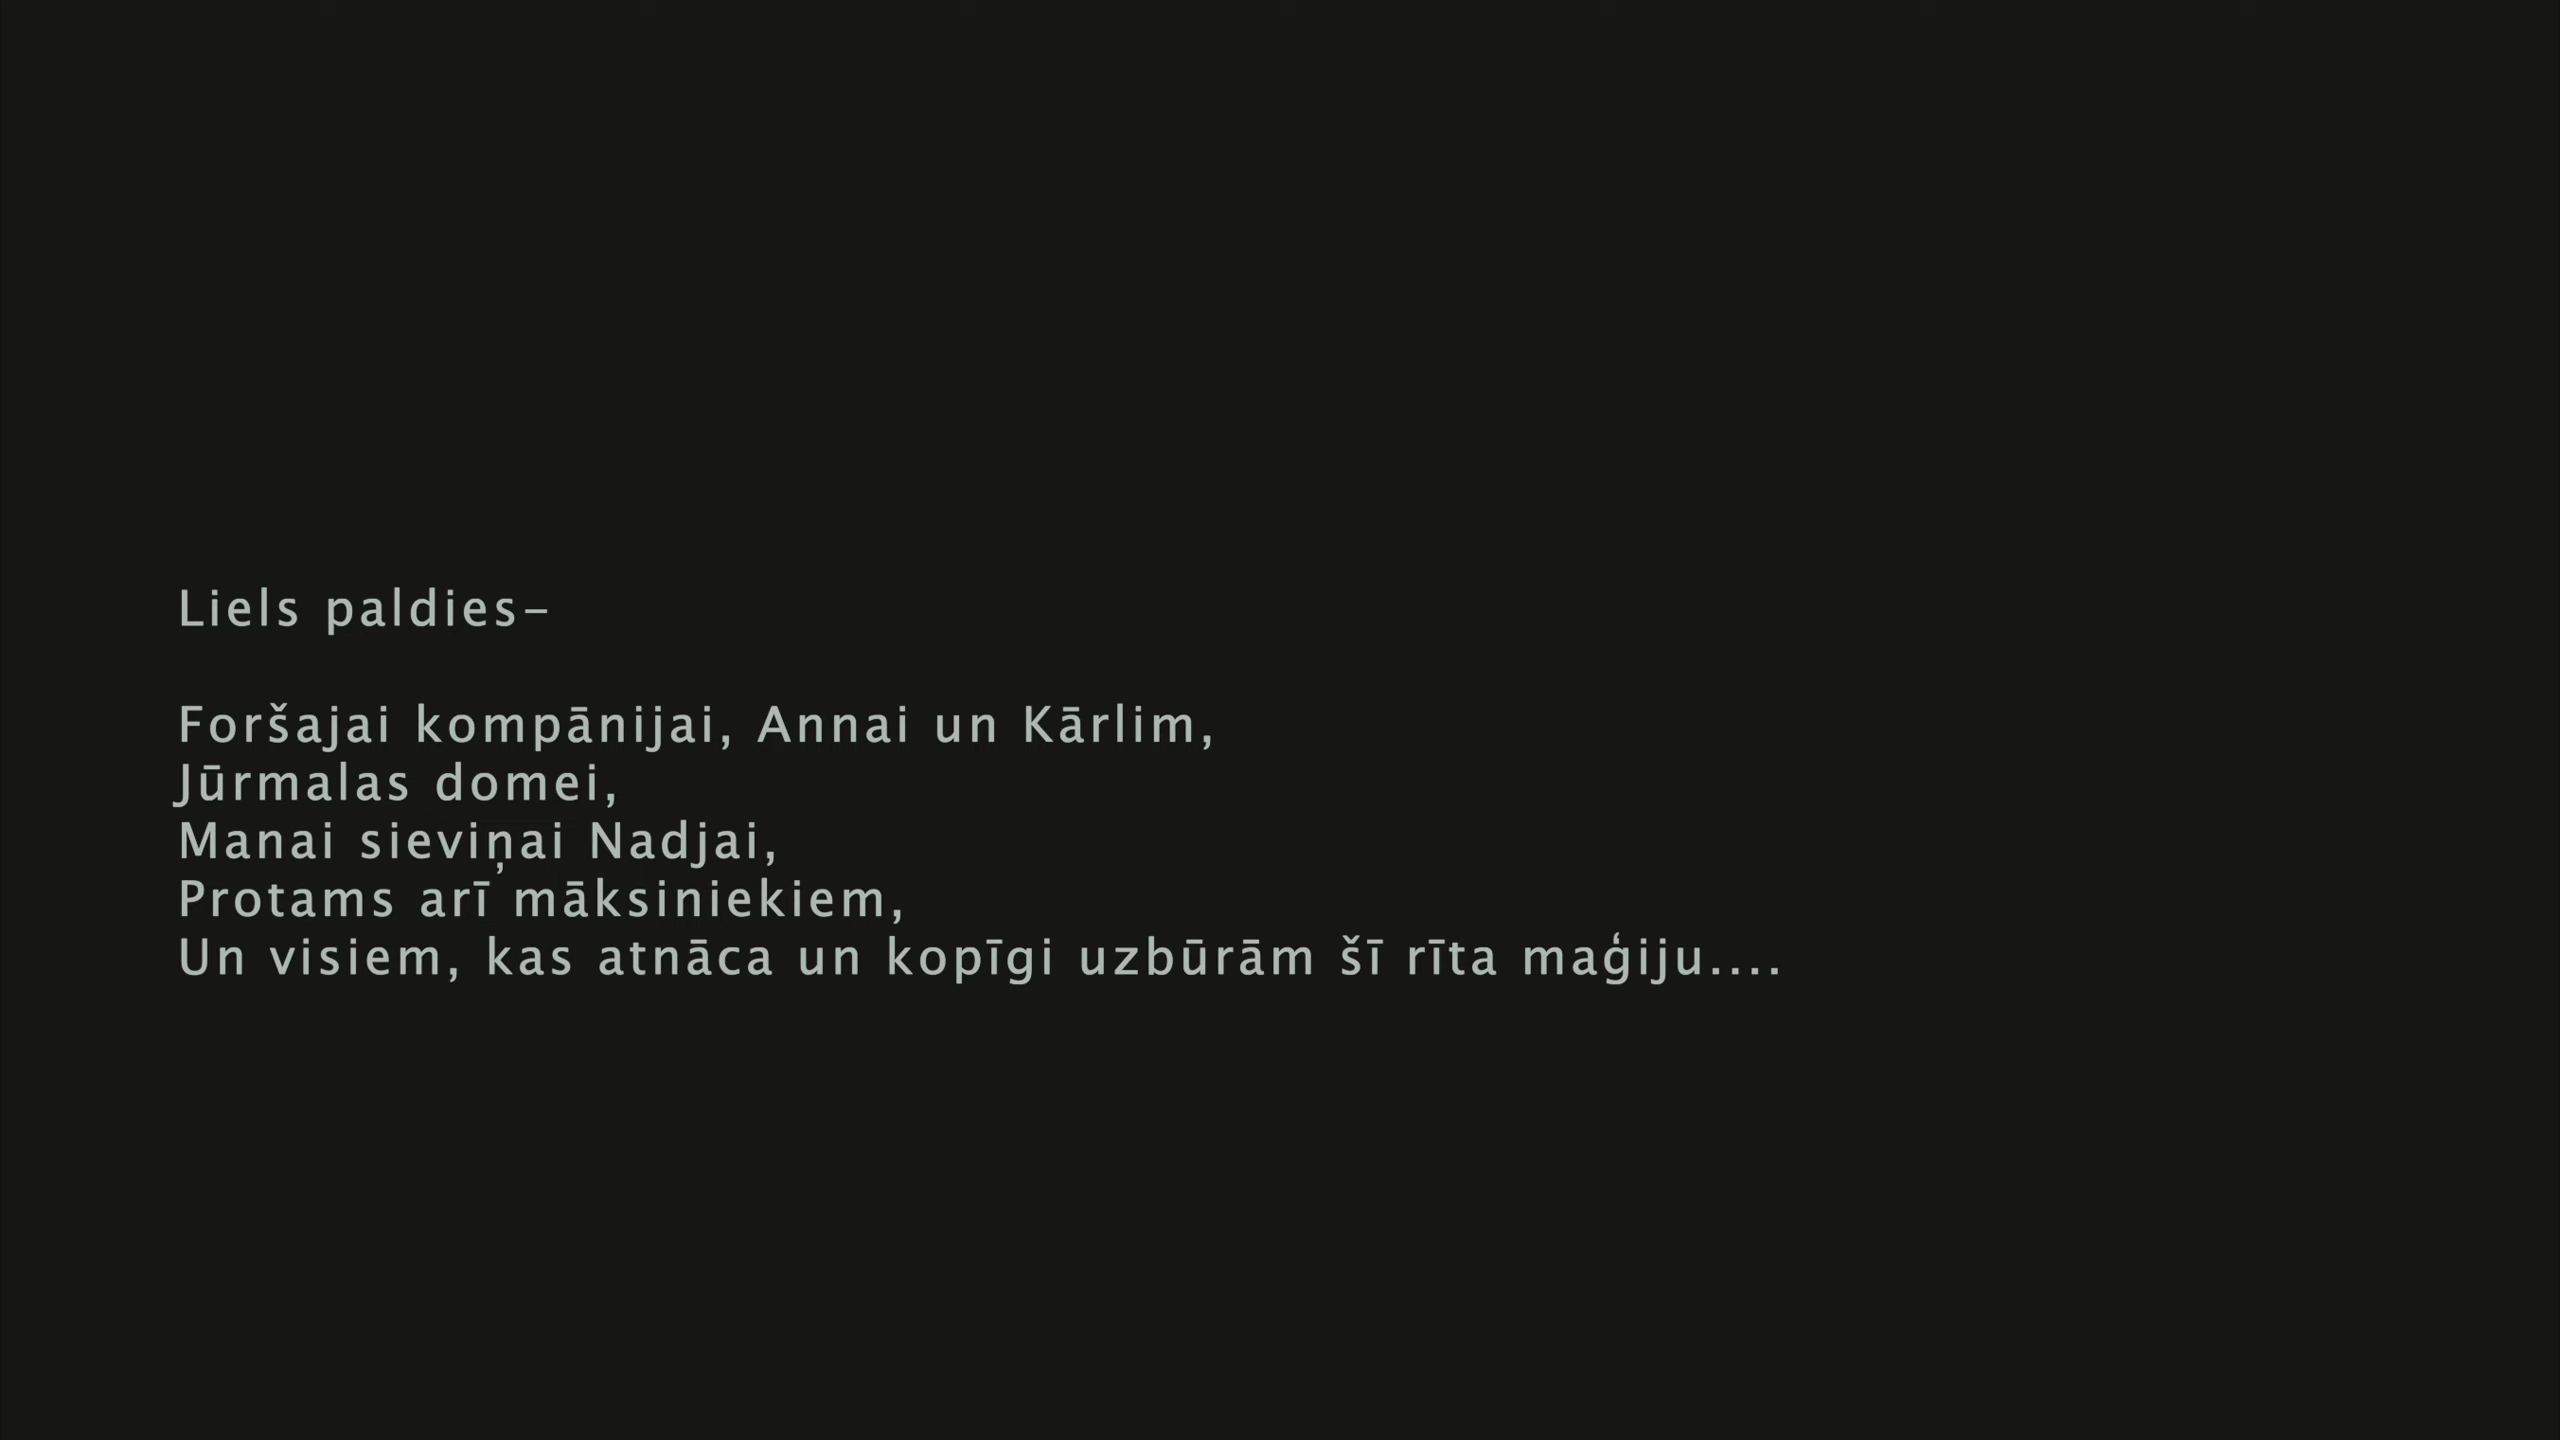 Liels paldies-
Foršajai kompānijai, Annai un Kārlim,
Jūrmalas domei,
Manai sieviņai Nadjai,
Protams arī māksiniekiem,
Un visiem, kas atnāca un kopīgi uzbūrām šī rīta maģiju....